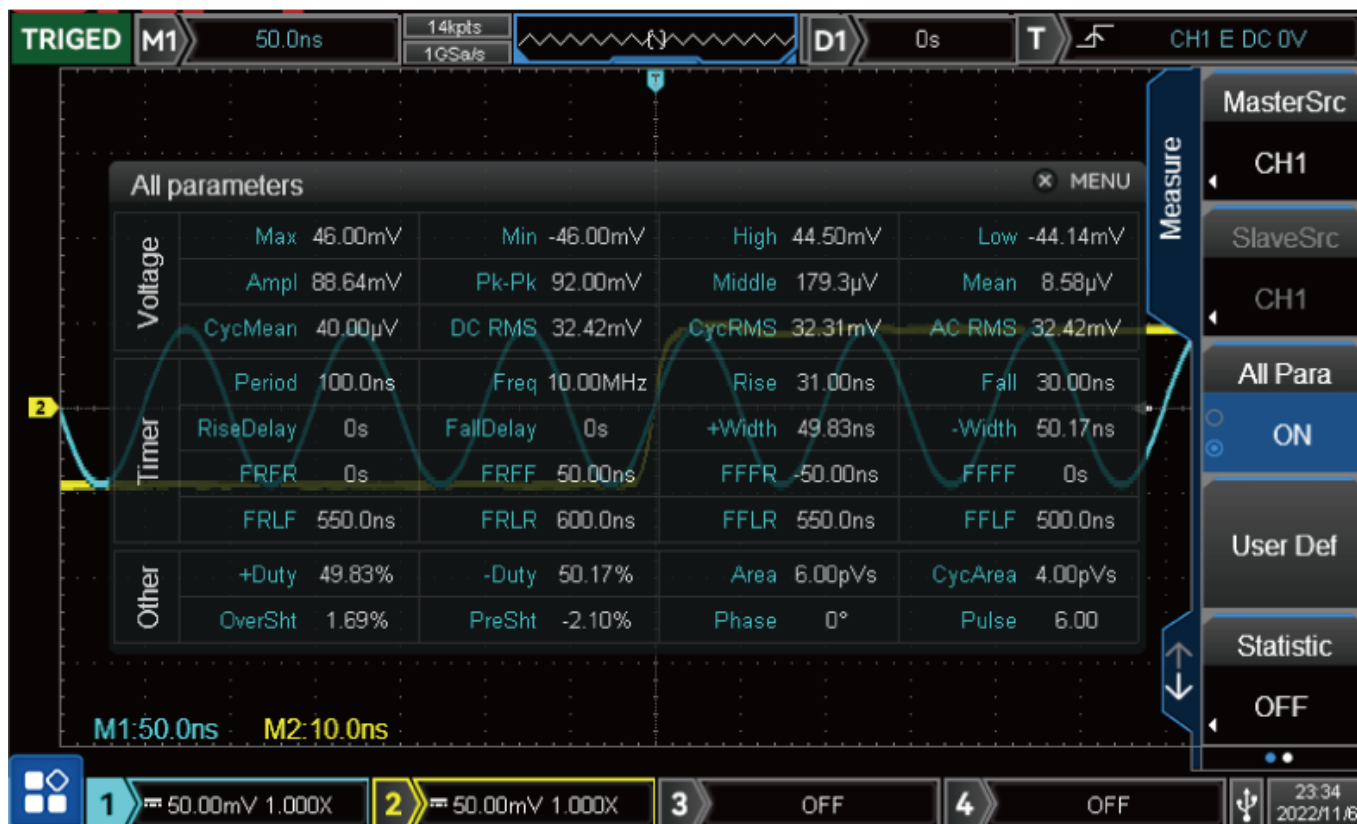 TRIGED M1 50.0ns 14kpts D1 0s T CH1 E DC 0V
1GSa/s
T
MasterSrc
CH1
SlaveSrc
CH1
All Para
ON
User Def
Statistic
OFF
Measure
All parameters MENU
Voltage
Max 46.00mV Min -46.00mV High 44.50mV Low -44.14mV
Ampl 88.64mV Pk-Pk 92.00mV Middle 179.3µV Mean 8.58µV
CycMean 40.00µV DC RMS 32.42mV CycRMS 32.31mV AC RMS 32.42mV
Timer
Period 100.0ns Freq 10.00MHz Rise 31.00ns Fall 30.00ns
RiseDelay 0s FallDelay 0s +Width 49.83ns -Width 50.17ns
FRFR 0s FRFF 50.00ns FFFR -50.00ns FFFF 0s
FRLF 550.0ns FRLR 600.0ns FFLR 550.0ns FFLF 500.0ns
Other
+Duty 49.83% -Duty 50.17% Area 6.00pVs CycArea 4.00pVs
OverSht 1.69% PreSht -2.10% Phase 0° Pulse 6.00
2
M1:50.0ns M2:10.0ns
1 50.00mV 1.000X 2 50.00mV 1.000X 3 OFF 4 OFF 23:34
2022/11/6